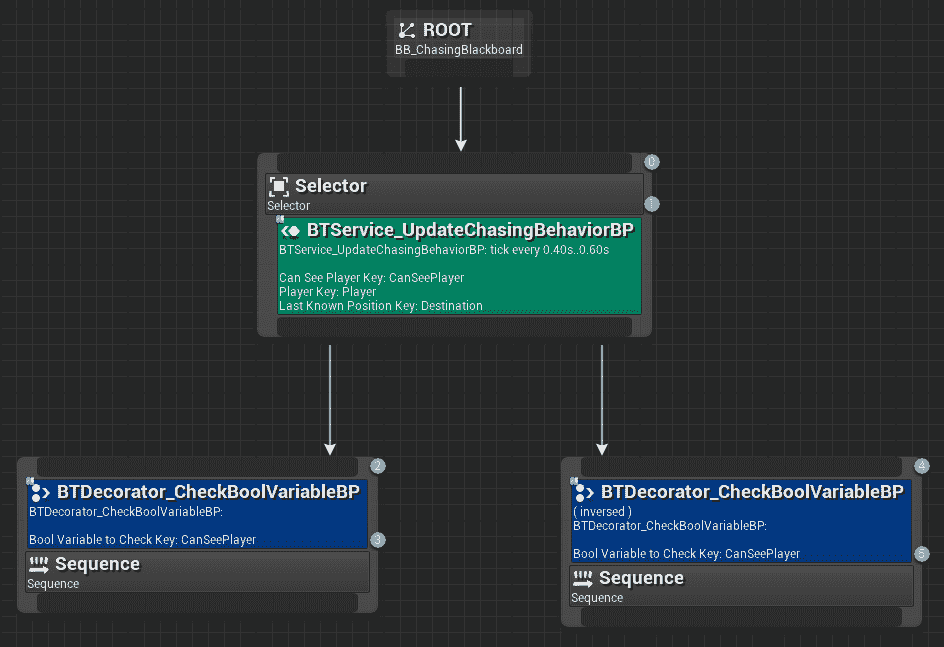 ROOT
BB_ChasingBlackboard
0
Selector
Selector
1
BTService_UpdateChasingBehaviorBP
BTService_UpdateChasingBehaviorBP: tick every 0.40s..0.60s
Can See Player Key: CanSeePlayer
Player Key: Player
Last Known Position Key: Destination
2
BTDecorator_CheckBoolVariableBP
BTDecorator_CheckBoolVariableBP:
Bool Variable to Check Key: CanSeePlayer
3
Sequence
Sequence
4
BTDecorator_CheckBoolVariableBP
( inversed )
BTDecorator_CheckBoolVariableBP:
Bool Variable to Check Key: CanSeePlayer
5
Sequence
Sequence